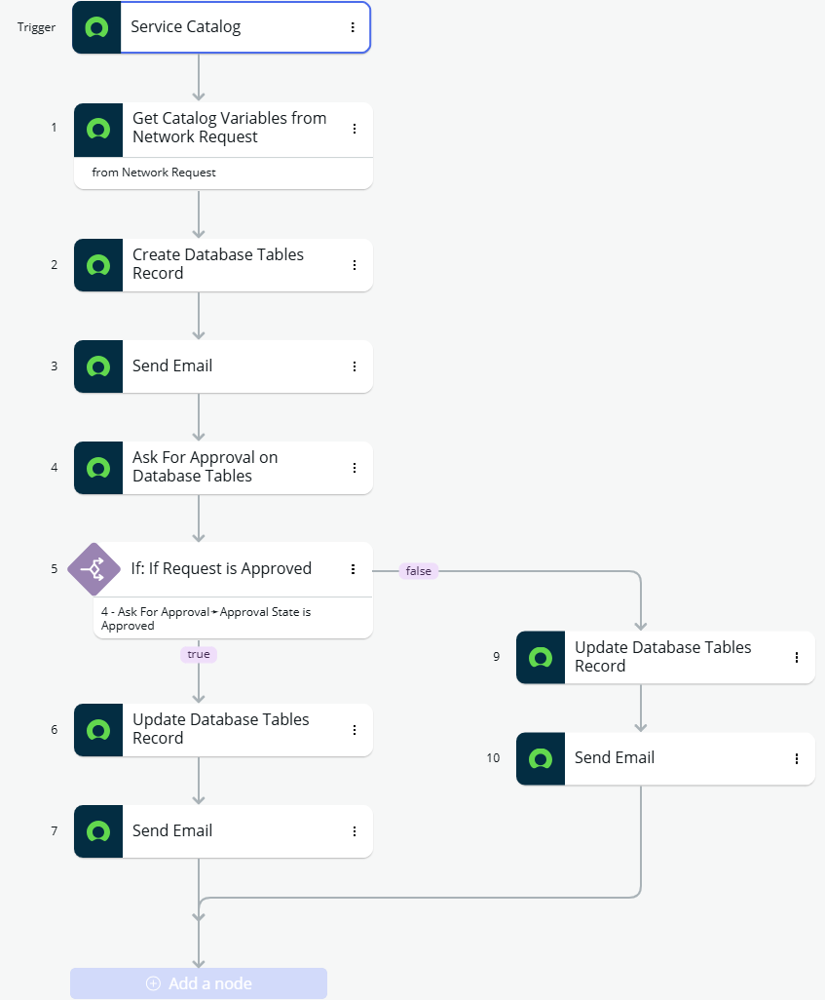 Trigger
Service Catalog
1
Get Catalog Variables from
Network Request
from Network Request
2
Create Database Tables
Record
3
Send Email
4
Ask For Approval on
Database Tables
5
If: If Request is Approved
false
4 - Ask For Approval➛Approval State is
Approved
true
9
Update Database Tables
Record
6
Update Database Tables
Record
10
Send Email
7
Send Email
Add a node